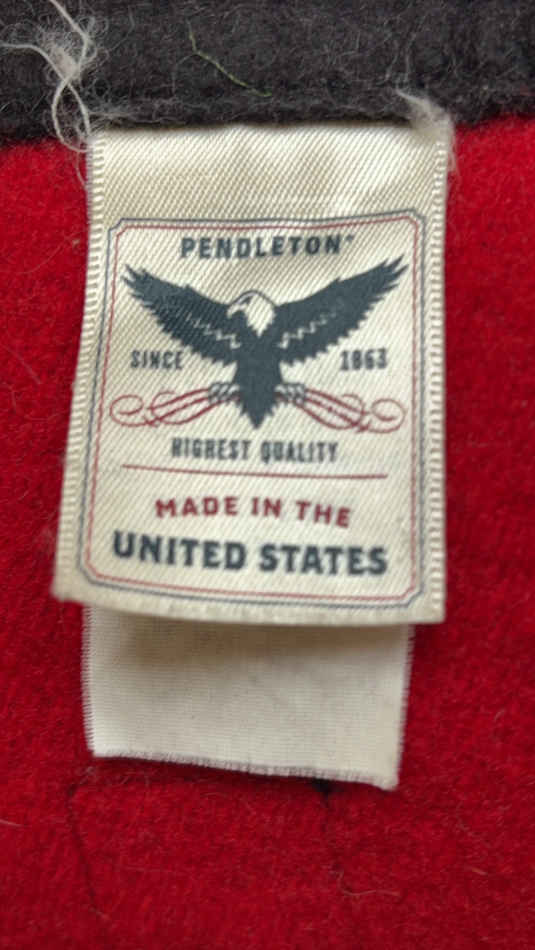 PENDLETON®
SINCE 1863
HIGHEST QUALITY
MADE IN THE
UNITED STATES